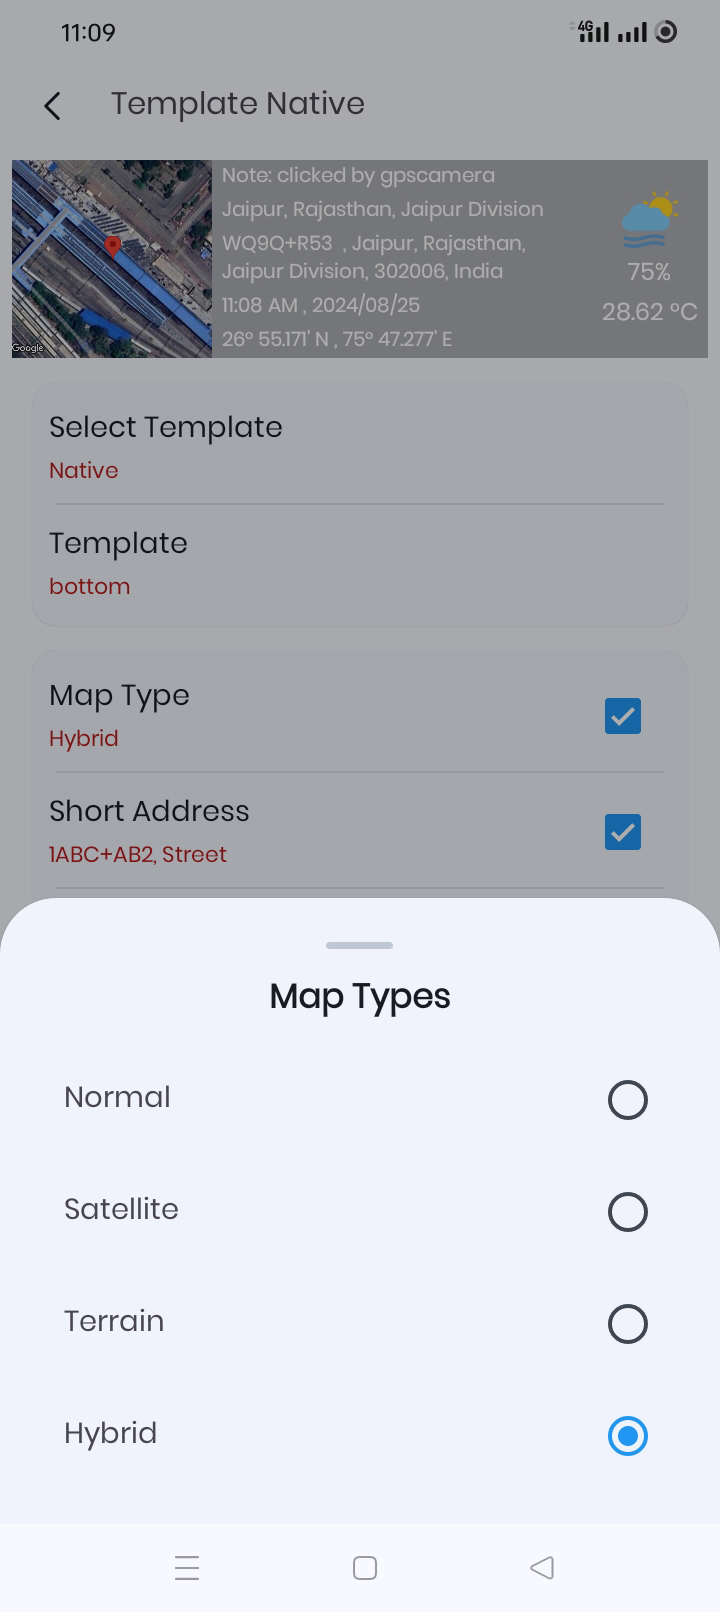 11:09
4G
Template Native
Note: clicked by gpscamera
Jaipur, Rajasthan, Jaipur Division
WQ9Q+R53 , Jaipur, Rajasthan,
Jaipur Division, 302006, India
11:08 AM , 2024/08/25
26° 55.171' N , 75° 47.277' E
75%
28.62 °C
Google
Select Template
Native
Template
bottom
Map Type
Hybrid
Short Address
1ABC+AB2, Street
Map Types
Normal
Satellite
Terrain
Hybrid